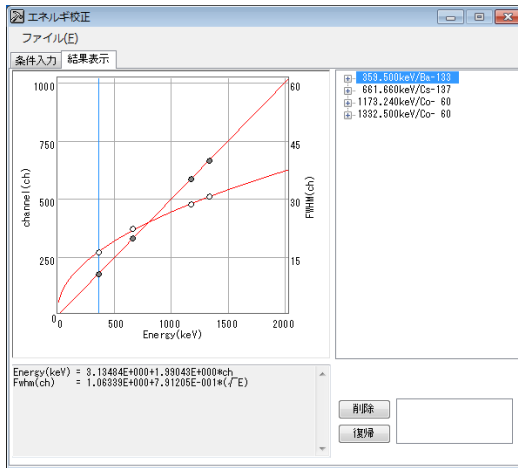 エネルギ校正
ファイル(F)
条件入力 結果表示
1000
750
500
250
0
channel(ch)
60
45
30
15
FWHM(ch)
0 500 1000 1500 2000
Energy(keV)
359.500keV/Ba-133
661.660keV/Cs-137
1173.240keV/Co- 60
1332.500keV/Co- 60
Energy(keV) = 3.13484E+000+1.99043E+000*ch
Fwhm(ch) = 1.06339E+000+7.91205E-001*(√E)
削除
復帰